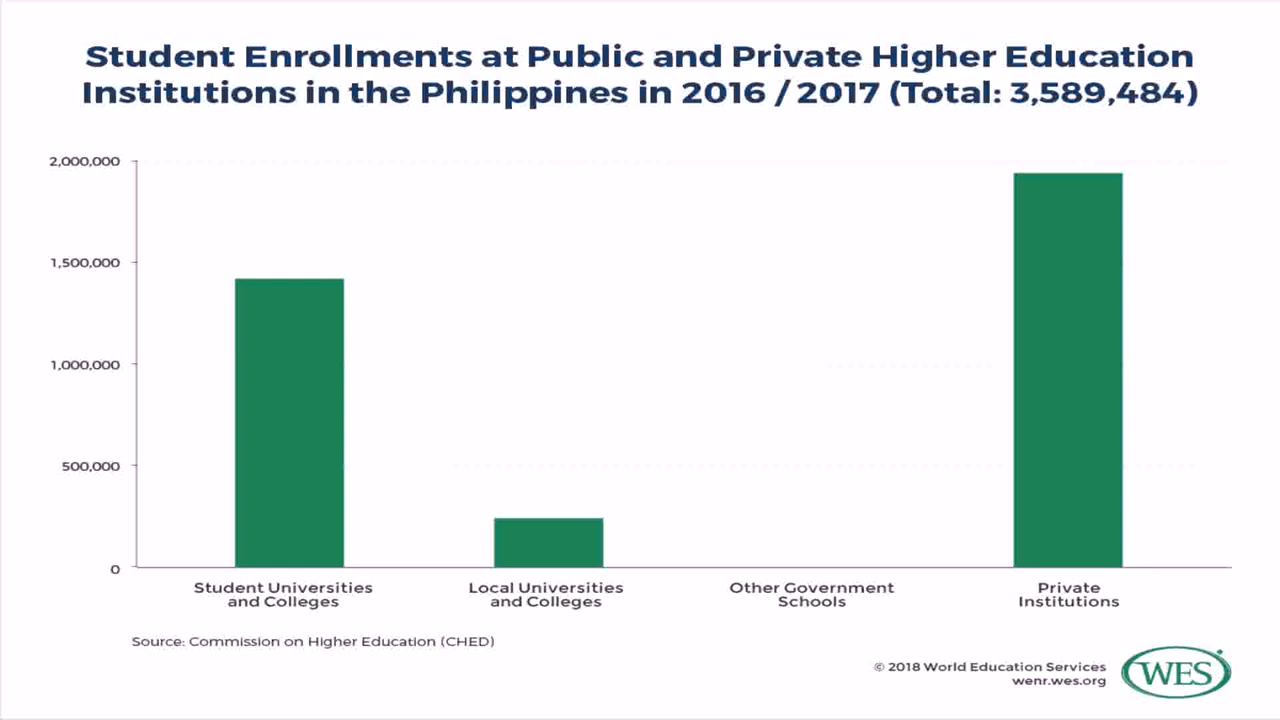 Student Enrollments at Public and Private Higher Education
Institutions in the Philippines in 2016 / 2017 (Total: 3,589,484)
2,000,000
1,500,000
1,000,000
500,000
0
Student Universities
and Colleges
Local Universities
and Colleges
Other Government
Schools
Private
Institutions
Source: Commission on Higher Education (CHED)
© 2018 World Education Services
wenr.wes.org
WES